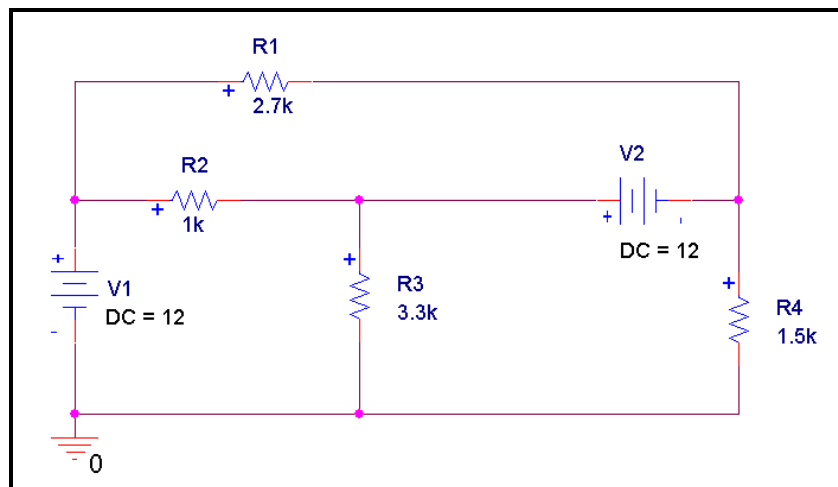 R1
+
2.7k
R2
+
1k
V2
+ -
DC = 12
+
V1
DC = 12
-
+
R3
3.3k
+
R4
1.5k
0